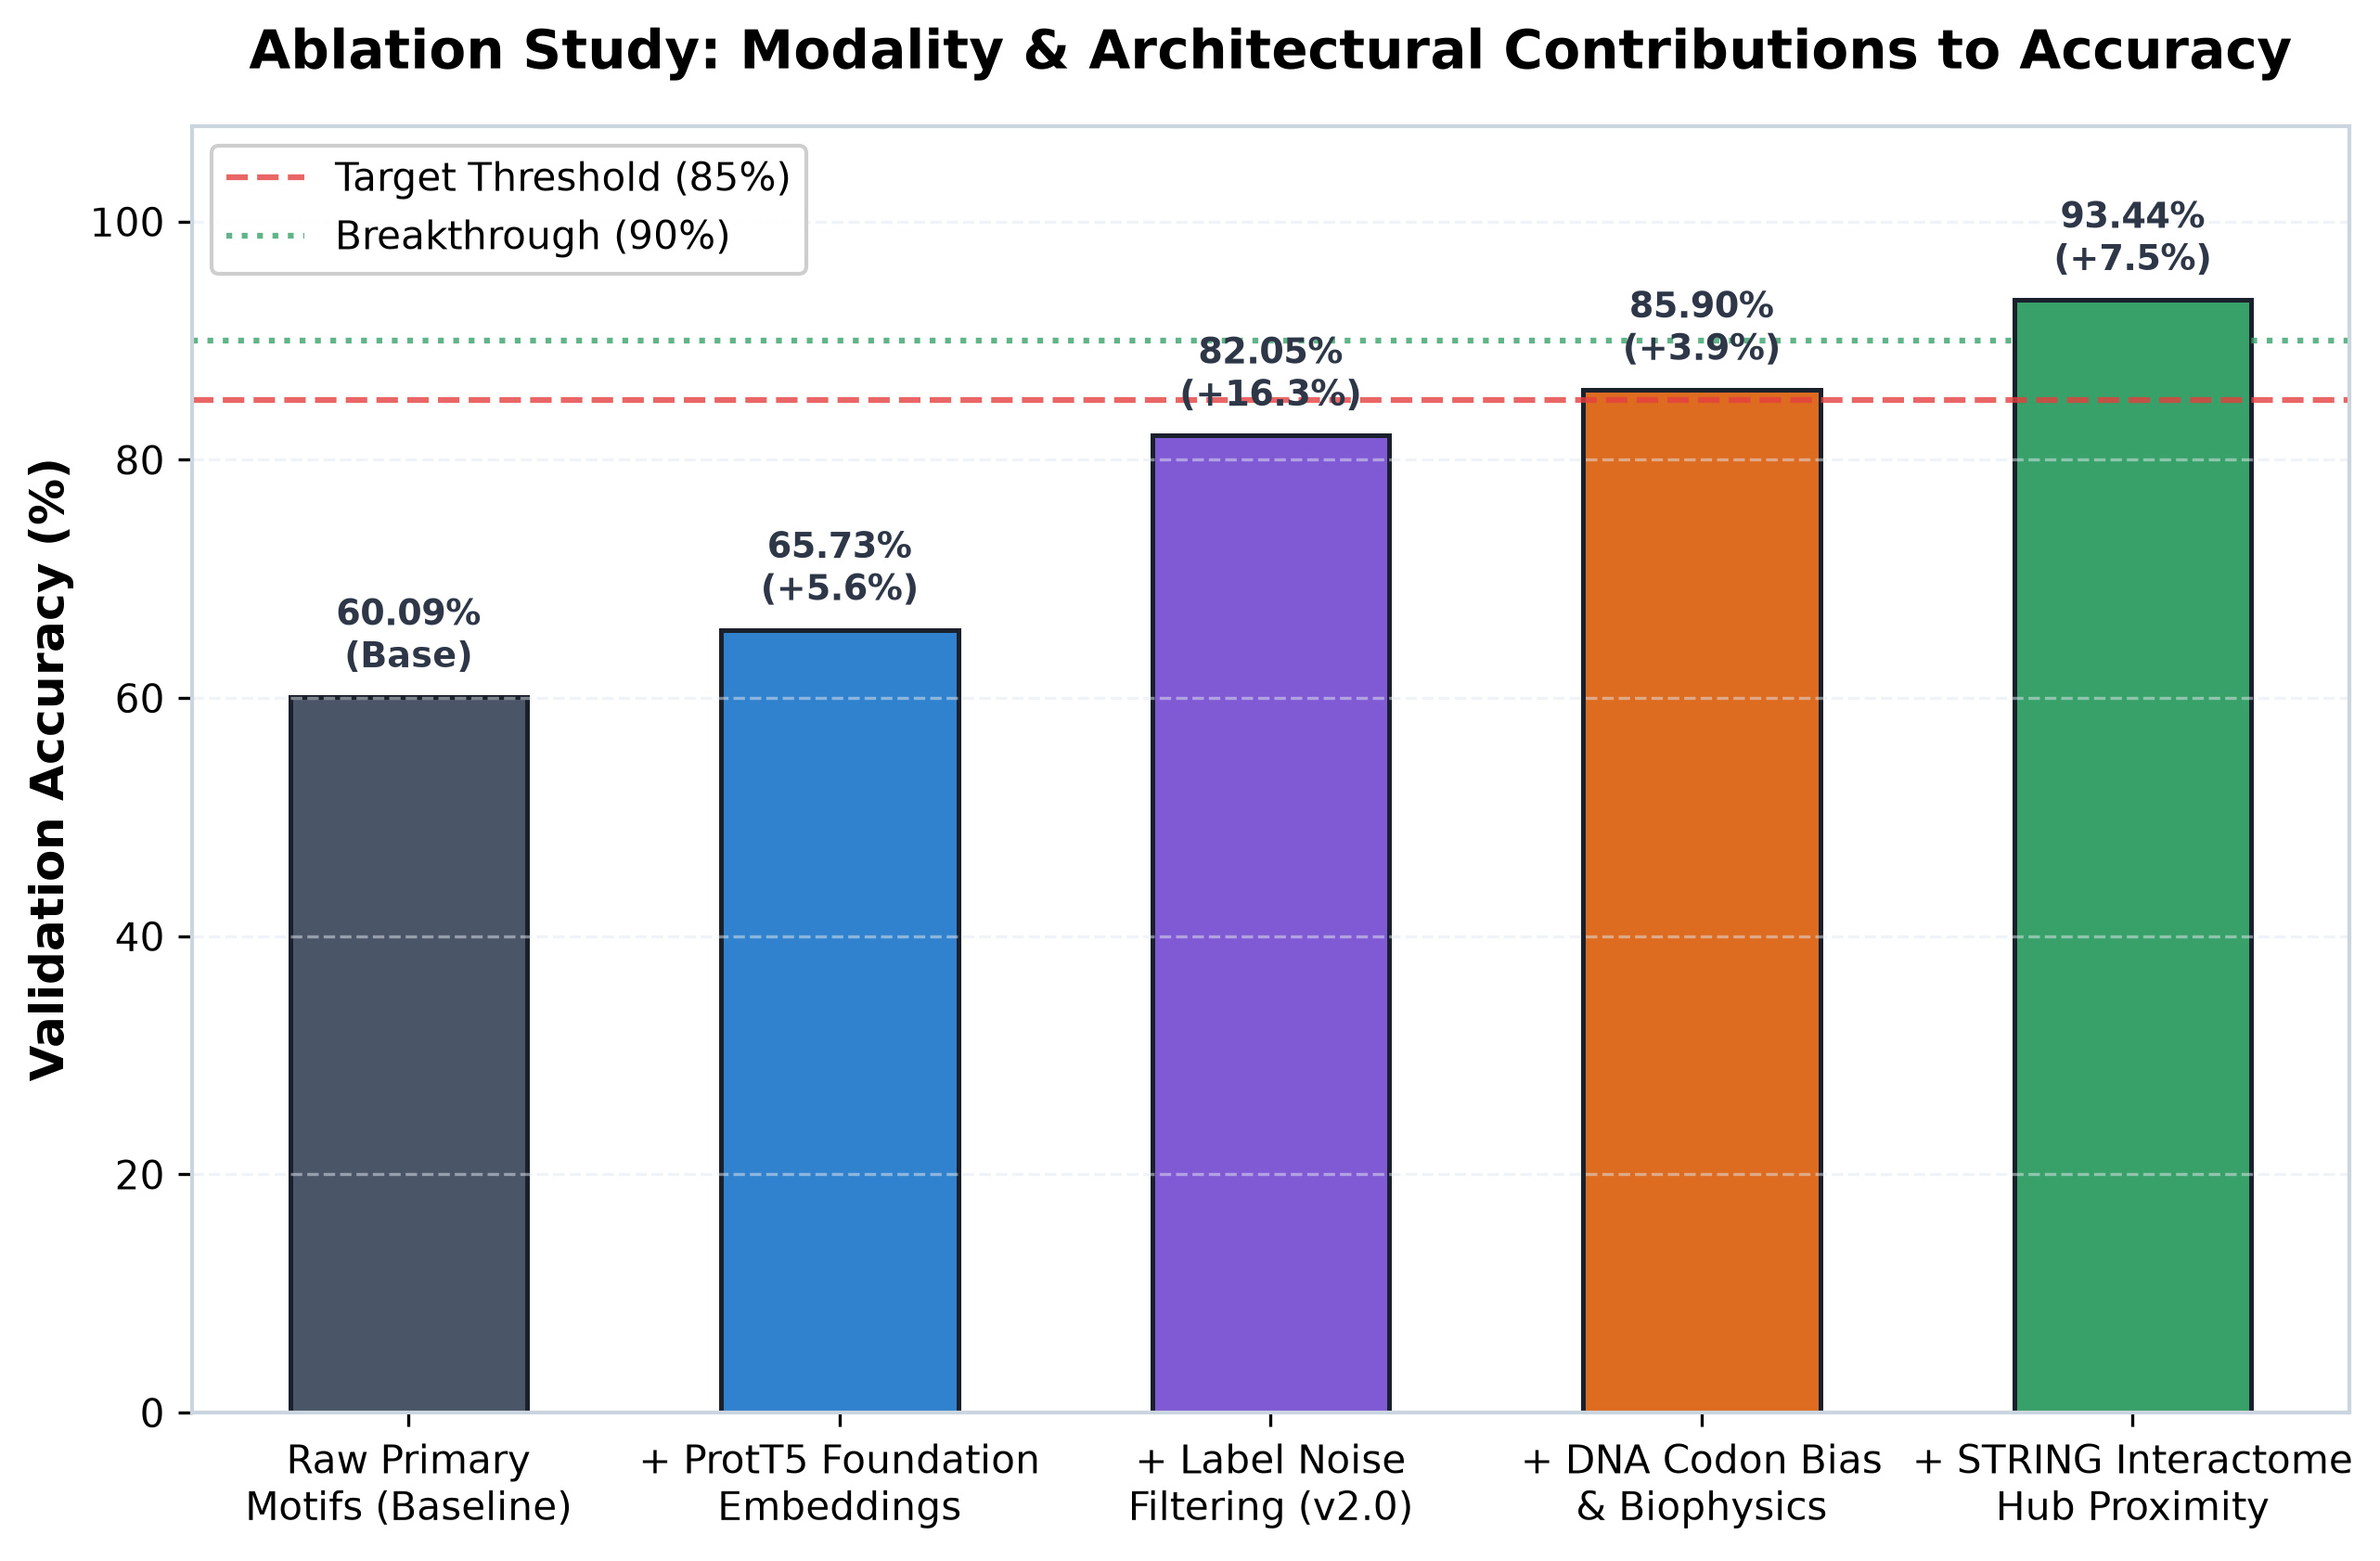 Ablation Study: Modality & Architectural Contributions to Accuracy
Target Threshold (85%)
Breakthrough (90%)
Validation Accuracy (%)
100
80
60
40
20
0
60.09%
(Base)
65.73%
(+5.6%)
82.05%
(+16.3%)
85.90%
(+3.9%)
93.44%
(+7.5%)
Raw Primary
Motifs (Baseline)
+ ProtT5 Foundation
Embeddings
+ Label Noise
Filtering (v2.0)
+ DNA Codon Bias
& Biophysics
+ STRING Interactome
Hub Proximity